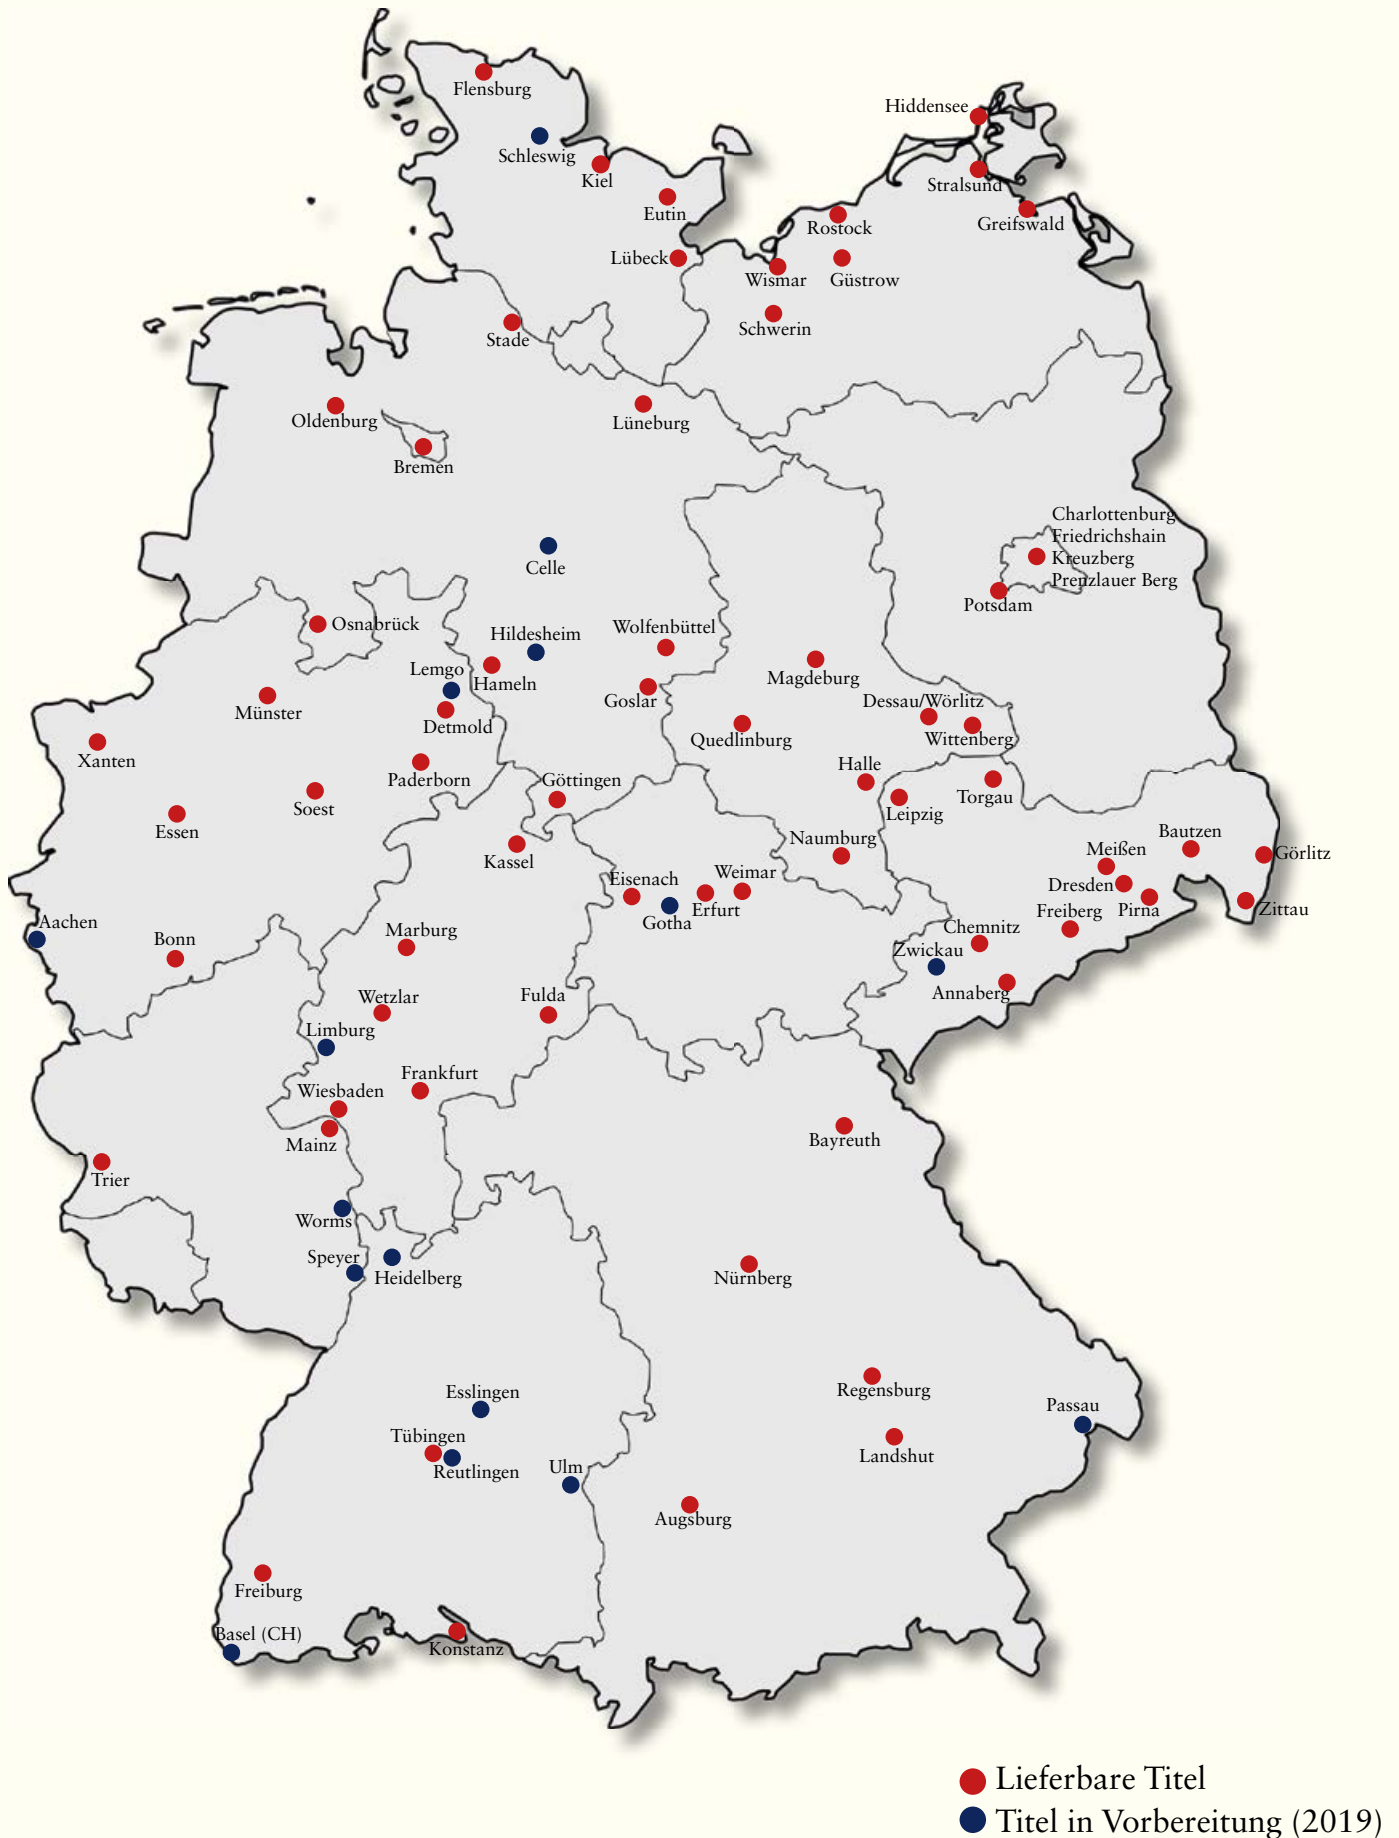 Flensburg
Hiddensee
Schleswig
Kiel
Stralsund
Eutin
Rostock
Greifswald
Lübeck
Wismar
Güstrow
Schwerin
Stade
Oldenburg
Lüneburg
Bremen
Charlottenburg
Friedrichshain
Kreuzberg
Prenzlauer Berg
Celle
Potsdam
Osnabrück
Hildesheim
Wolfenbüttel
Lemgo
Hameln
Magdeburg
Goslar
Dessau/Wörlitz
Münster
Detmold
Quedlinburg
Wittenberg
Xanten
Paderborn
Göttingen
Halle
Torgau
Soest
Leipzig
Essen
Kassel
Naumburg
Bautzen
Meißen
Görlitz
Eisenach
Weimar
Dresden
Gotha
Erfurt
Freiberg
Pirna
Zittau
Aachen
Bonn
Marburg
Chemnitz
Zwickau
Annaberg
Wetzlar
Fulda
Limburg
Frankfurt
Wiesbaden
Mainz
Bayreuth
Trier
Worms
Speyer
Heidelberg
Nürnberg
Esslingen
Regensburg
Passau
Tübingen
Reutlingen
Ulm
Landshut
Augsburg
Freiburg
Basel (CH)
Konstanz
Lieferbare Titel
Titel in Vorbereitung (2019)